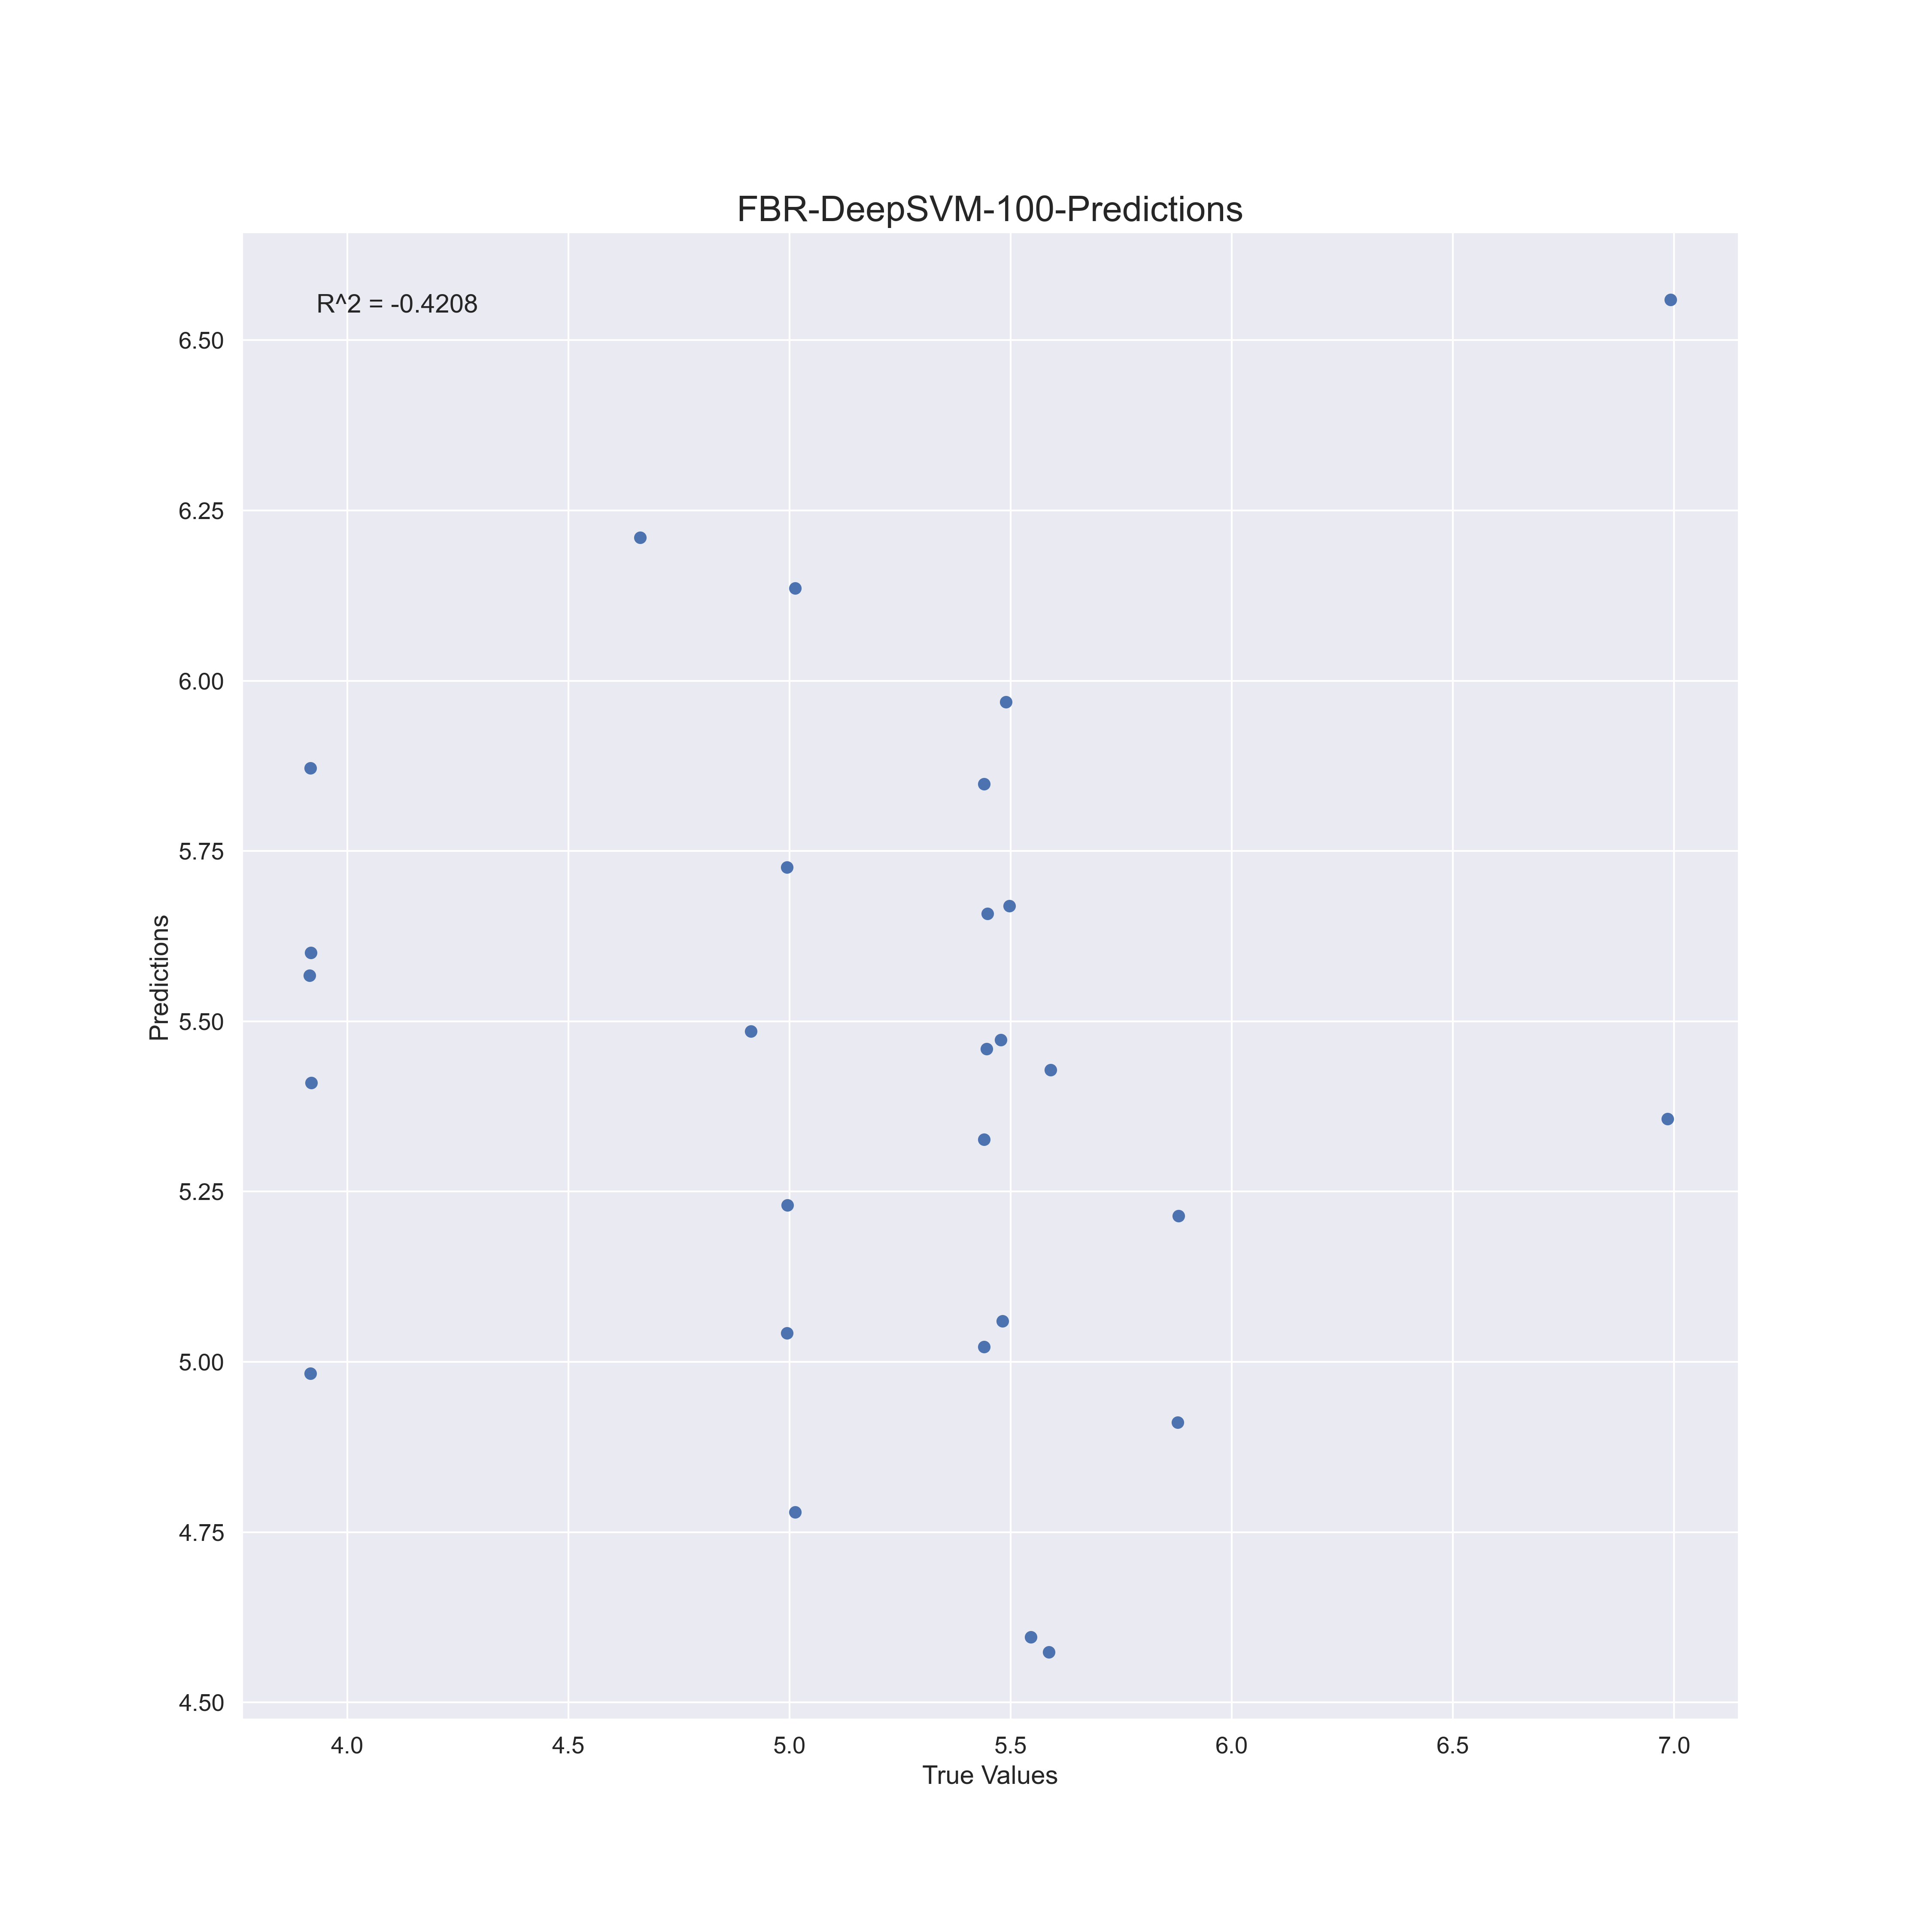 FBR-DeepSVM-100-Predictions
R^2 = -0.4208
6.50
6.25
6.00
5.75
5.50
5.25
5.00
4.75
4.50
Predictions
4.0 4.5 5.0 5.5 6.0 6.5 7.0
True Values